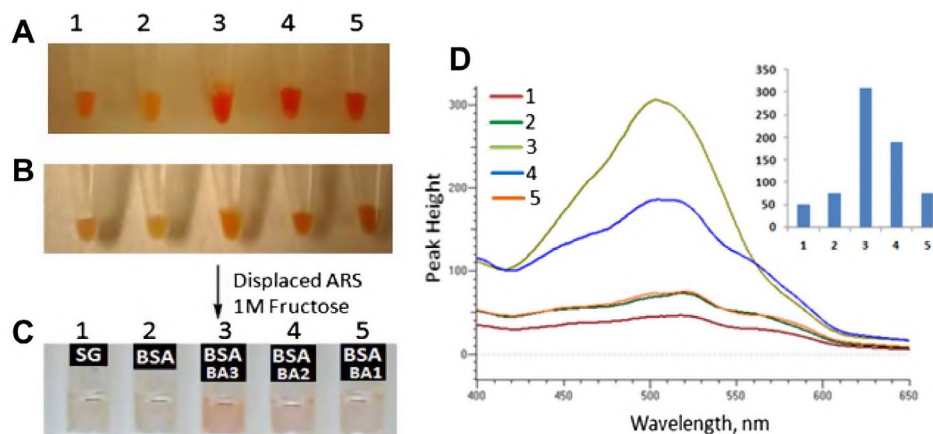 A
1 2 3 4 5
B
Displaced ARS
1M Fructose
C
1 2 3 4 5
SG BSA BSA BSA BSA
BA3 BA2 BA1
D
Peak Height
300
200
100
0
1
2
3
4
5
400 450 500 550 600 650
Wavelength, nm
350
300
250
200
150
100
50
0
1 2 3 4 5